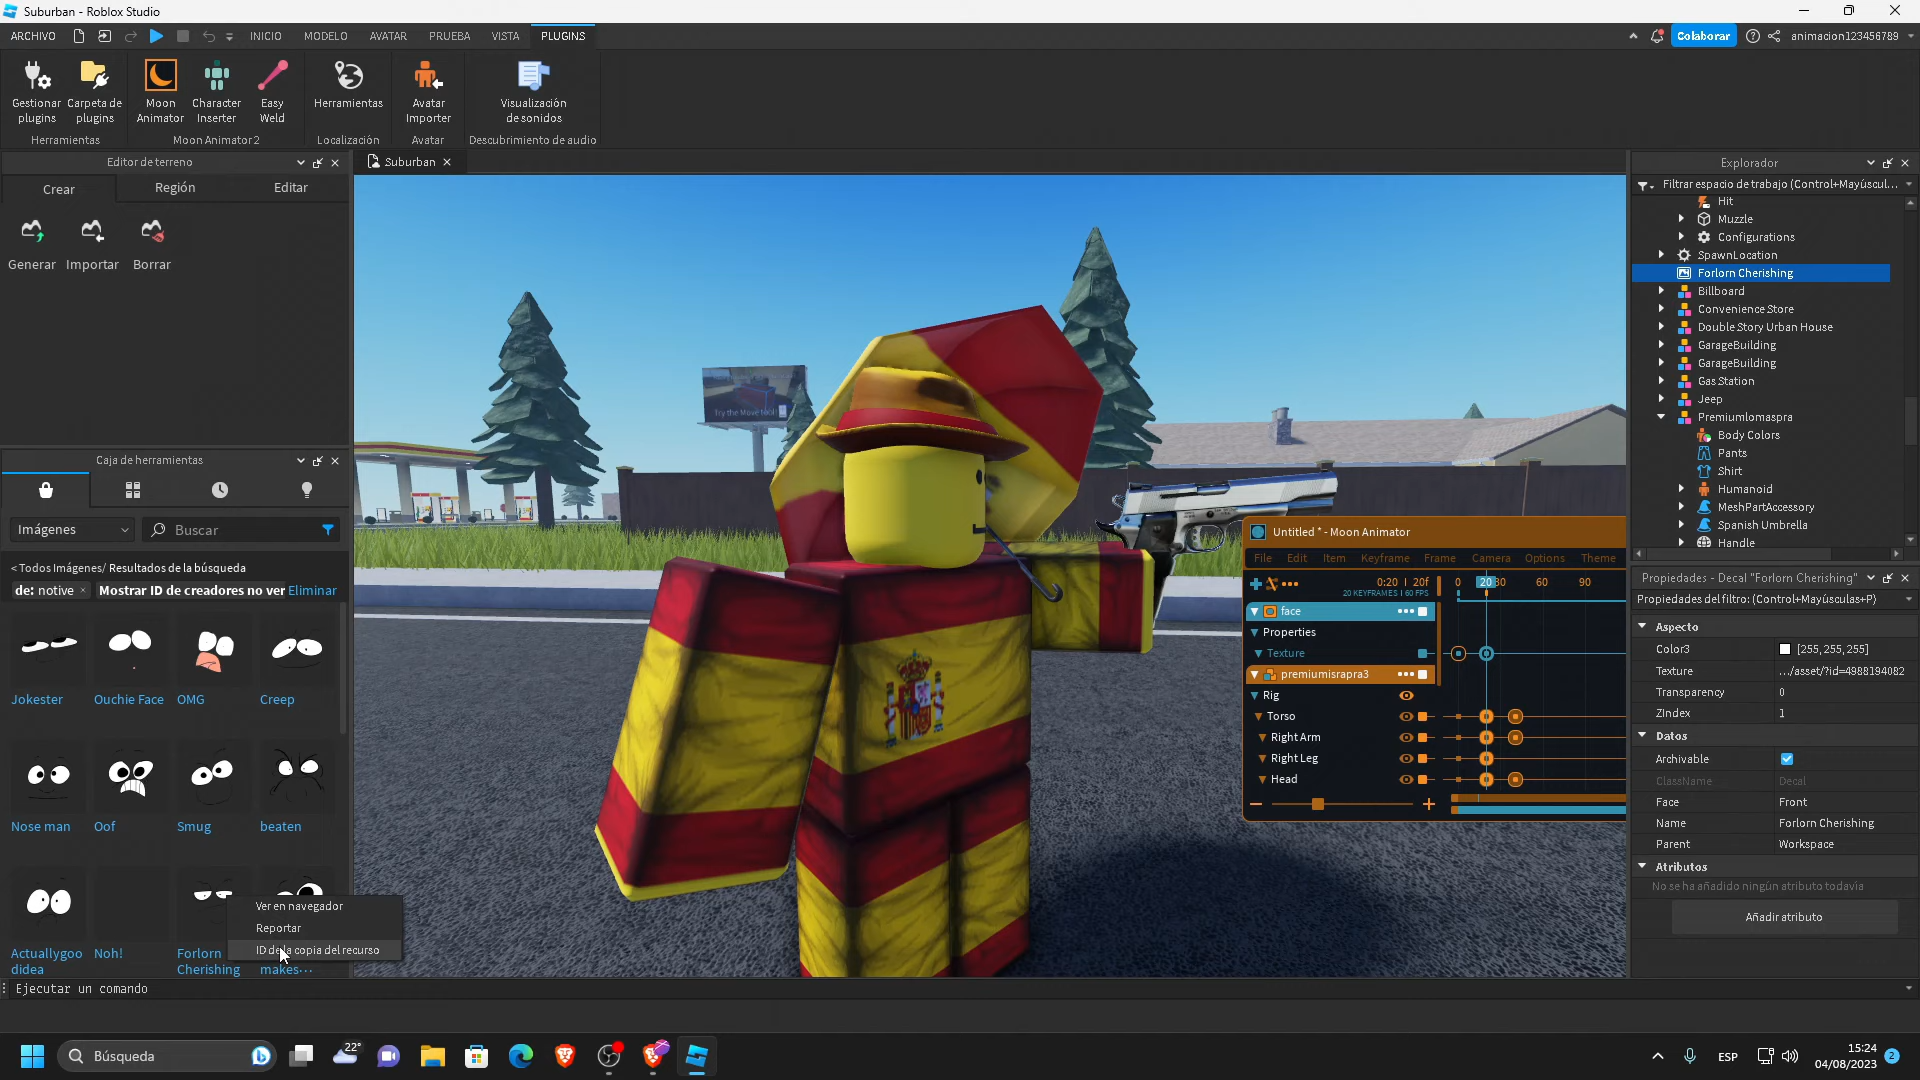 Suburban - Roblox Studio
ARCHIVO INICIO MODELO AVATAR PRUEBA VISTA PLUGINS Colaborar animacion123456789
Gestionar plugins
Carpeta de plugins
Moon Animator
Character Inserter
Easy Weld
Herramientas
Avatar Importer
Visualización de sonidos
Herramientas Moon Animator 2 Localización Avatar Descubrimiento de audio
Editor de terreno
Crear Región Editar
Generar Importar Borrar
Caja de herramientas
Imágenes Buscar
< Todos Imágenes/ Resultados de la búsqueda
de: notive × Mostrar ID de creadores no ver Eliminar
Jokester Ouchie Face OMG Creep
Nose man Oof Smug beaten
Actuallygoo didea
Noh!
Forlorn Cherishing
makes...
Ver en navegador
Reportar
ID de la copia del recurso
Ejecutar un comando
Suburban
Try the Move tool!
Untitled * - Moon Animator
File Edit Item Keyframe Frame Camera Options Theme
0:20 | 20f 0 20 30 60 90
20 KEYFRAMES | 60 FPS
face
Properties
Texture
premiumisrapra3
Rig
Torso
Right Arm
Right Leg
Head
Explorador
Filtrar espacio de trabajo (Control+Mayúscul...
Hit
Muzzle
Configurations
SpawnLocation
Forlorn Cherishing
Billboard
Convenience Store
Double Story Urban House
GarageBuilding
GarageBuilding
Gas Station
Jeep
Premiumlomaspra
Body Colors
Pants
Shirt
Humanoid
MeshPartAccessory
Spanish Umbrella
Handle
Propiedades - Decal "Forlorn Cherishing"
Propiedades del filtro: (Control+Mayúsculas+P)
Aspecto
Color3 [255, 255, 255]
Texture .../asset/?id=4988194082
Transparency 0
ZIndex 1
Datos
Archivable
ClassName Decal
Face Front
Name Forlorn Cherishing
Parent Workspace
Atributos
No se ha añadido ningún atributo todavía
Añadir atributo
Búsqueda
22°
ESP
15:24
04/08/2023
2